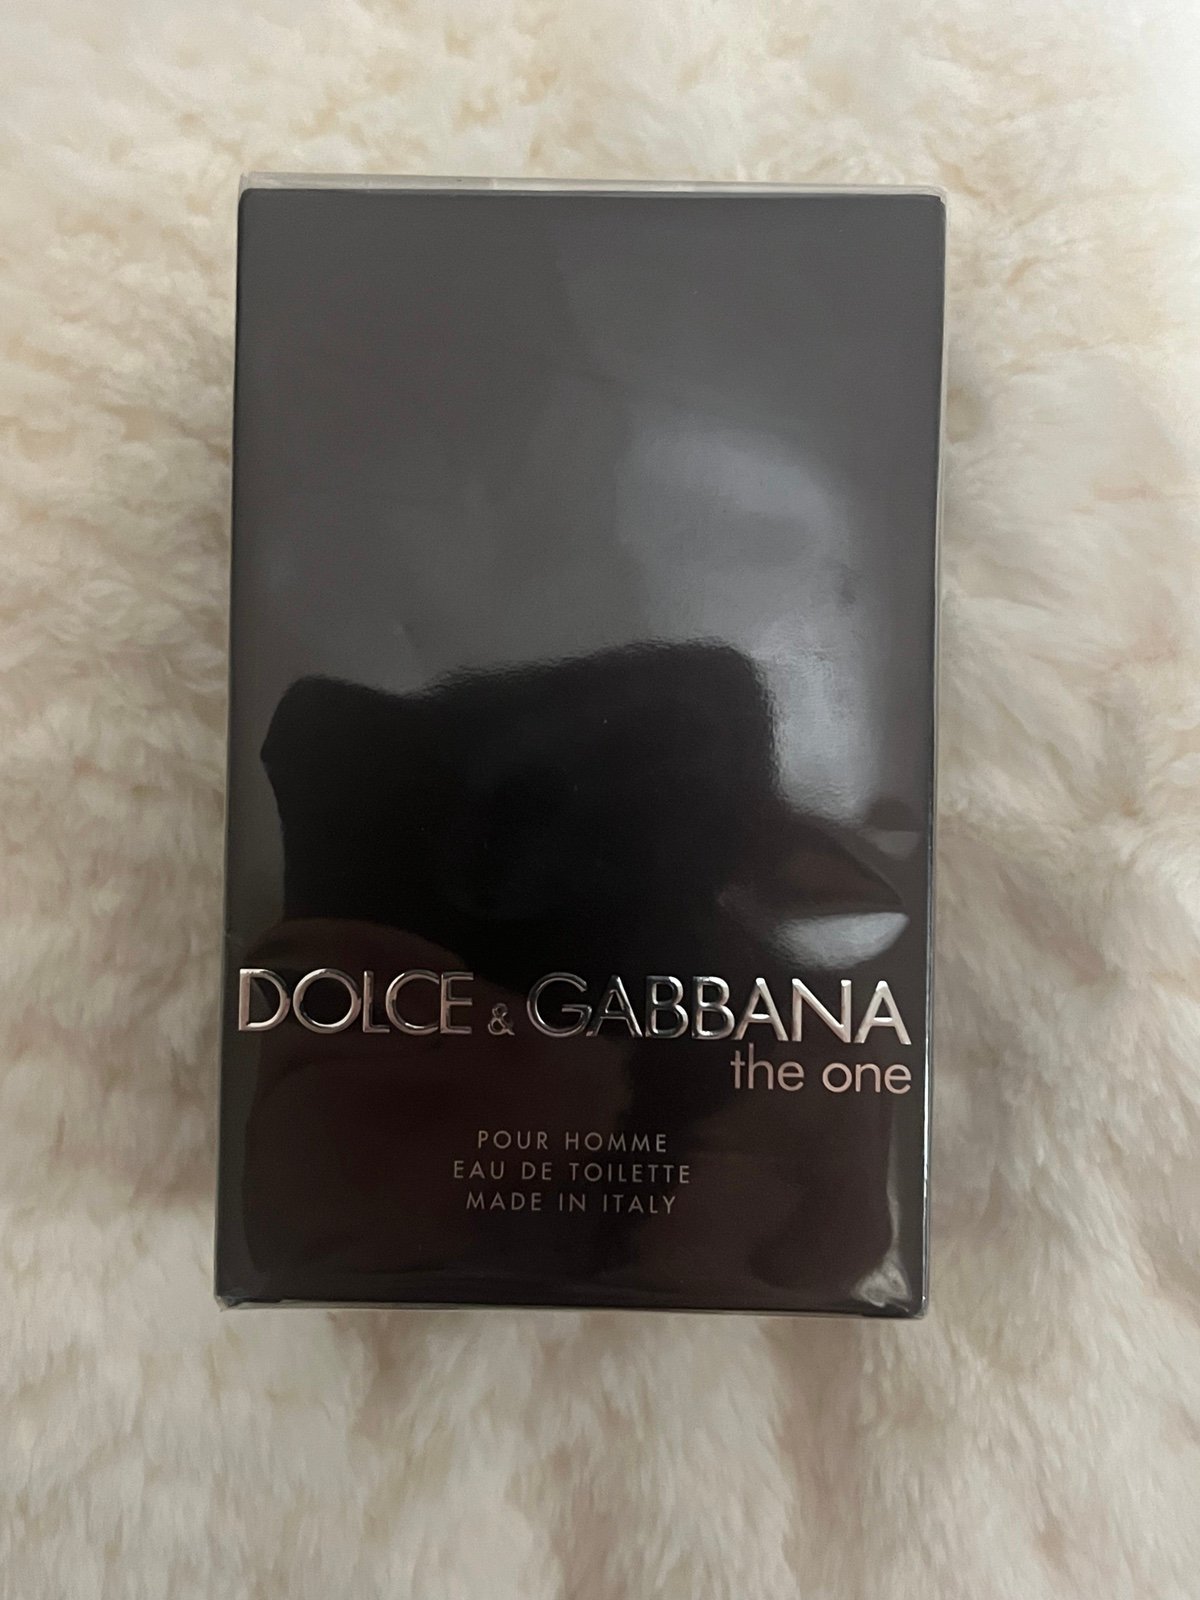 DOLCE & GABBANA
the one
POUR HOMME
EAU DE TOILETTE
MADE IN ITALY